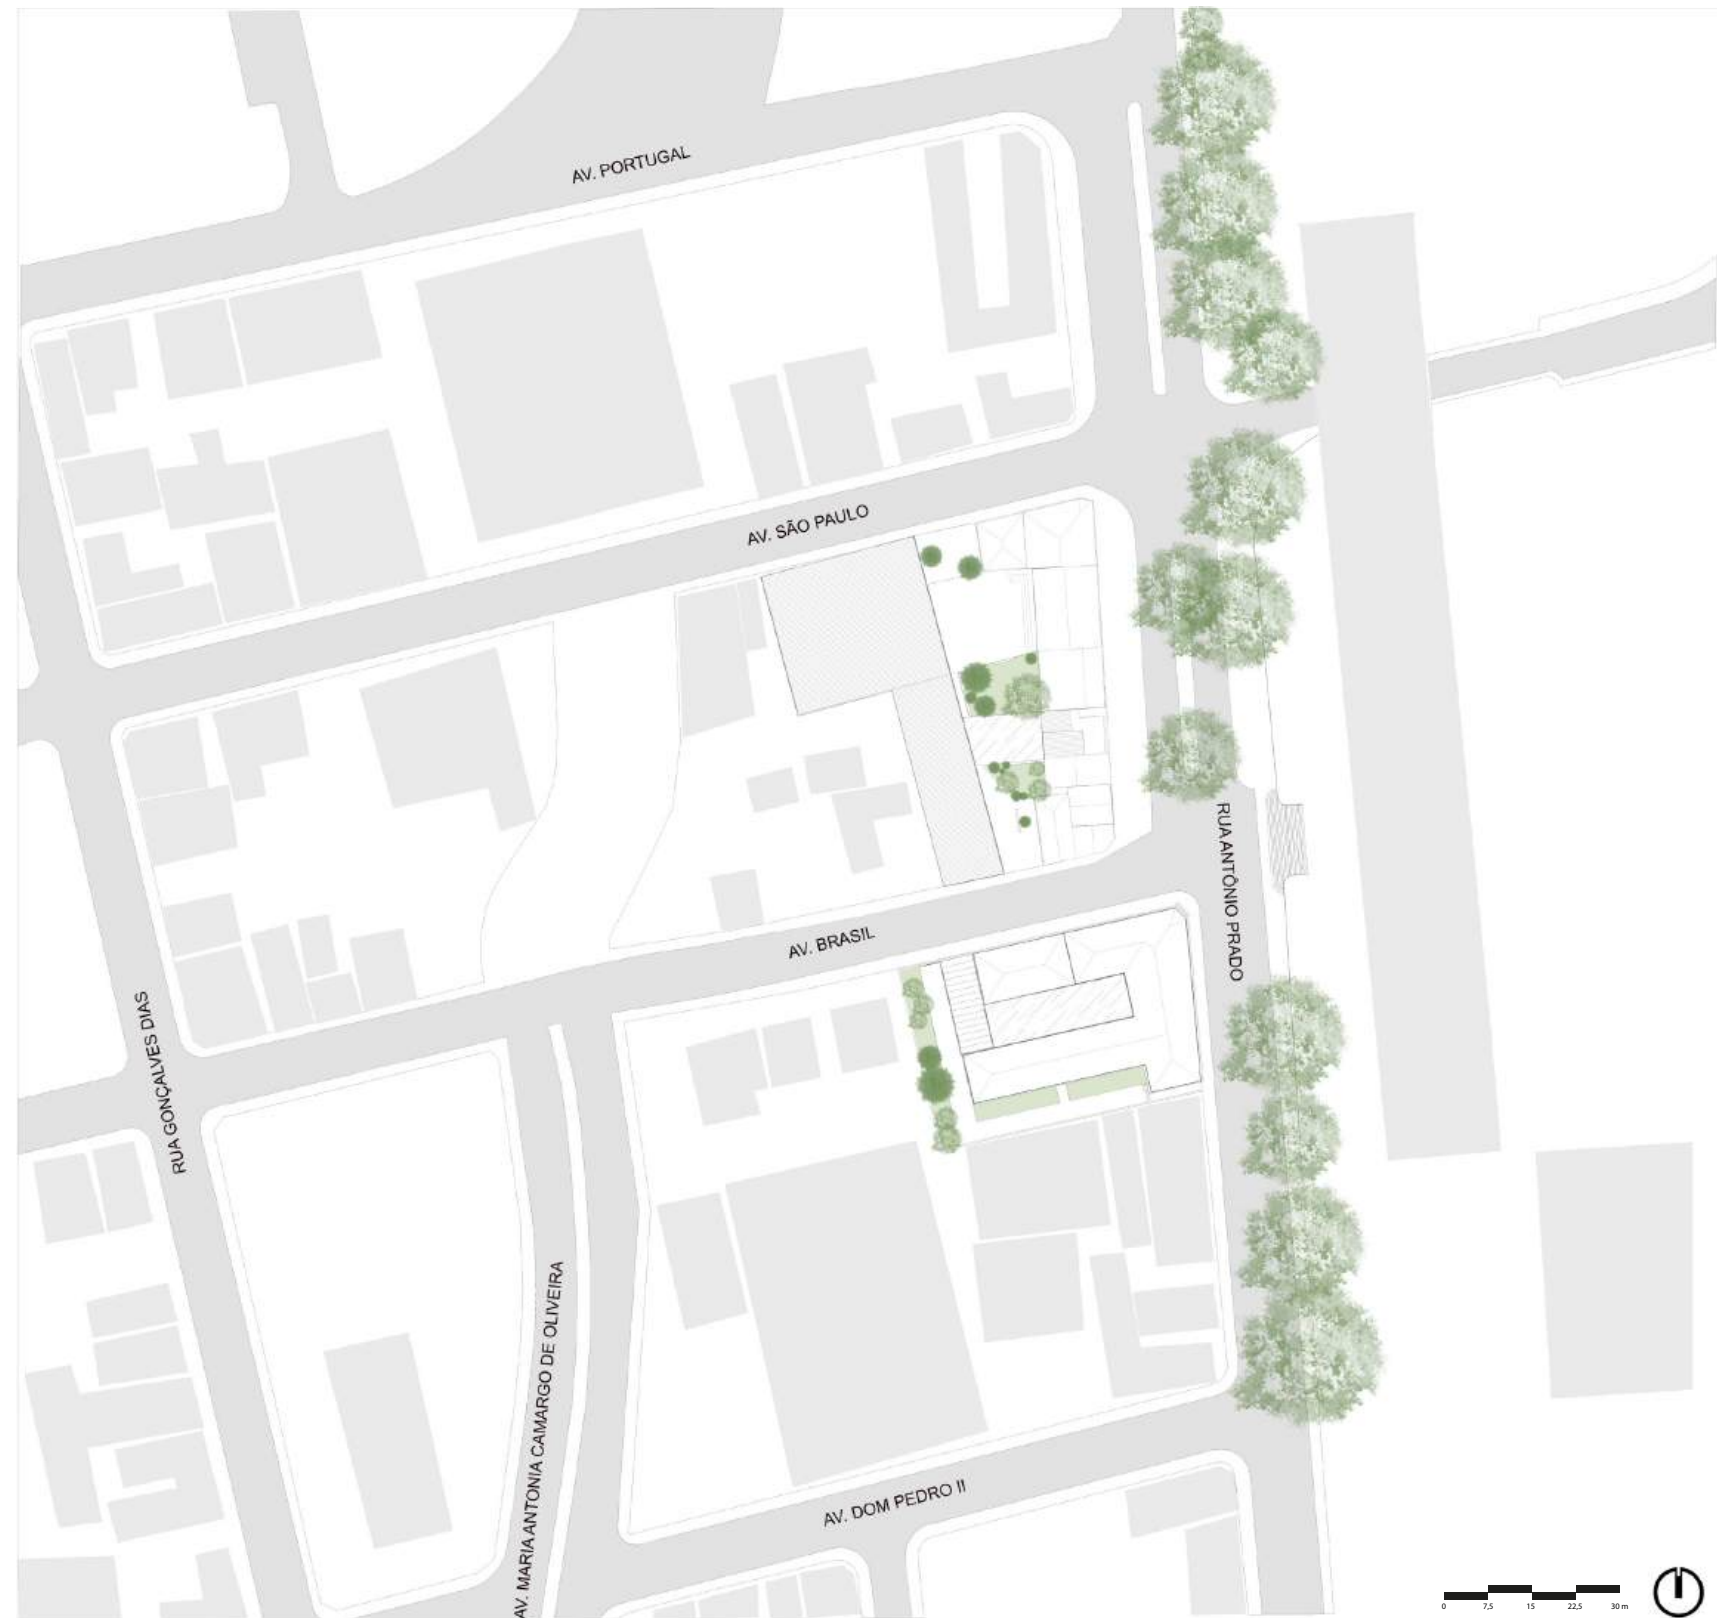 AV. PORTUGAL
AV. SÃO PAULO
AV. BRASIL
RUA ANTÔNIO PRADO
RUA GONÇALVES DIAS
AV. MARIA ANTONIA CAMARGO DE OLIVEIRA
AV. DOM PEDRO II
0 7,5 15 22,5 30 m